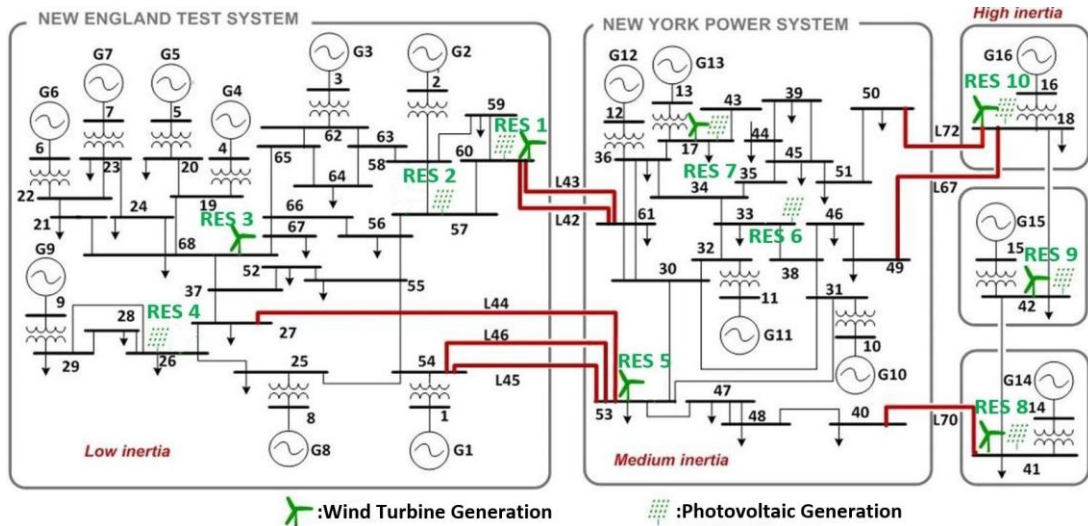 NEW ENGLAND TEST SYSTEM
NEW YORK POWER SYSTEM
High inertia
G7
G5
G3
G2
G12
G13
G16
G6
G4
RES 10
7
5
3
2
59
RES 1
12
13
43
39
50
16
6
4
62
63
60
17
44
L72
18
23
20
65
58
36
RES 7
45
22
24
19
64
RES 2
L43
35
51
L67
21
RES 3
66
56
57
L42
34
33
46
G15
68
67
61
RES 6
49
15
RES 9
G9
52
32
38
9
37
55
30
31
42
28
RES 4
L44
11
27
L46
G11
10
29
26
25
54
L45
RES 5
G10
G14
53
47
RES 8
14
8
1
48
40
L70
Low inertia
G8
G1
Medium inertia
41
:Wind Turbine Generation
:Photovoltaic Generation